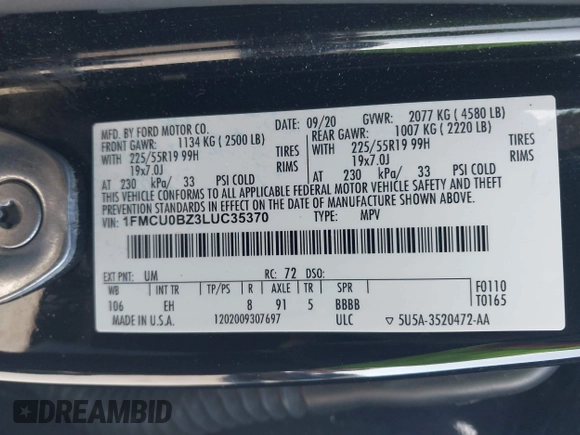 MFD. BY FORD MOTOR CO. DATE: 09/20 GVWR: 2077 KG ( 4580 LB)
FRONT GAWR: 1134 KG ( 2500 LB) REAR GAWR: 1007 KG ( 2220 LB)
WITH 225/55R19 99H TIRES WITH 225/55R19 99H TIRES
19x7.0J RIMS 19x7.0J RIMS
AT 230 kPa/ 33 PSI COLD AT 230 kPa/ 33 PSI COLD
THIS VEHICLE CONFORMS TO ALL APPLICABLE FEDERAL MOTOR VEHICLE SAFETY AND THEFT
PREVENTION STANDARDS IN EFFECT ON THE DATE OF MANUFACTURE SHOWN ABOVE.
VIN: 1FMCU0BZ3LUC35370 TYPE: MPV
EXT PNT: UM RC: 72 DSO:
WB INT TR TP/PS R AXLE TR SPR F0110
106 EH 8 91 5 BBBB T0165
MADE IN U.S.A. 1202009307697 ULC ▽ 5U5A-3520472-AA
DREAMBID